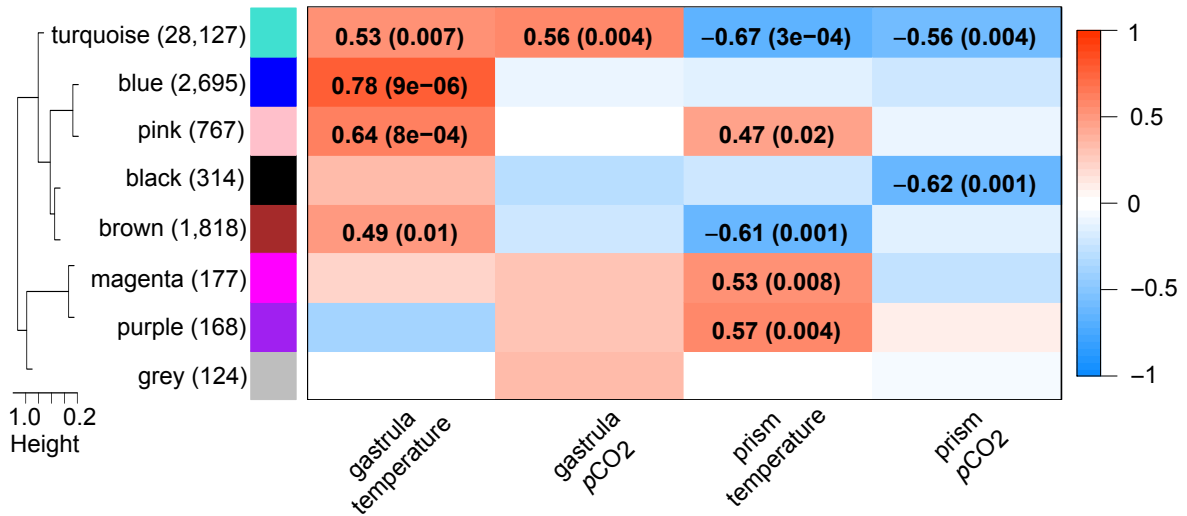 turquoise (28,127) 0.53 (0.007) 0.56 (0.004) −0.67 (3e−04) −0.56 (0.004)
blue (2,695) 0.78 (9e−06)
pink (767) 0.64 (8e−04) 0.47 (0.02)
black (314) −0.62 (0.001)
brown (1,818) 0.49 (0.01) −0.61 (0.001)
magenta (177) 0.53 (0.008)
purple (168) 0.57 (0.004)
grey (124)
1
0.5
0
−0.5
−1
1.0 0.2
Height
gastrula
temperature
gastrula
pCO2
prism
temperature
prism
pCO2